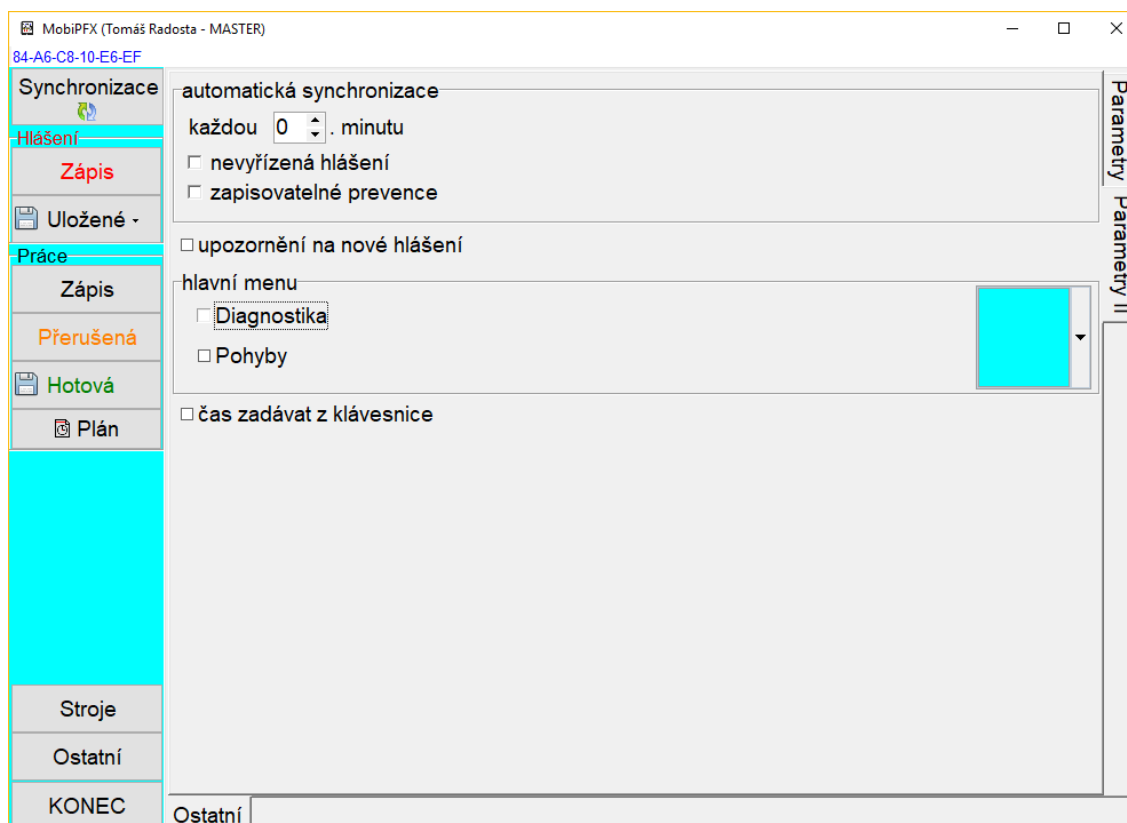 MobiPFX (Tomáš Radosta - MASTER)
84-A6-C8-10-E6-EF
Synchronizace
Hlášení
Zápis
Uložené
Práce
Zápis
Přerušená
Hotová
Plán
Stroje
Ostatní
KONEC
automatická synchronizace
každou 0 . minutu
nevyřízená hlášení
zapisovatelné prevence
upozornění na nové hlášení
hlavní menu
Diagnostika
Pohyby
čas zadávat z klávesnice
Parametry
Parametry II
Ostatní